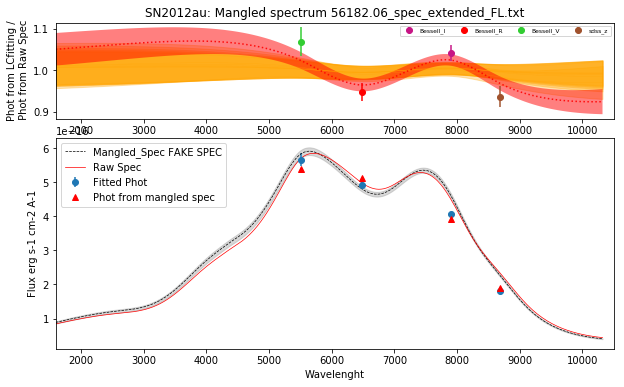 SN2012au: Mangled spectrum 56182.06_spec_extended_FL.txt
Phot from LCfitting /
Phot from Raw Spec
1.1
1.0
0.9
Bessell_I
Bessell_R
Bessell_V
sdss_z
2000 3000 4000 5000 6000 7000 8000 9000 10000
1e−16
Flux erg s-1 cm-2 A-1
6
5
4
3
2
1
Mangled_Spec FAKE SPEC
Raw Spec
Fitted Phot
Phot from mangled spec
2000 3000 4000 5000 6000 7000 8000 9000 10000
Wavelenght